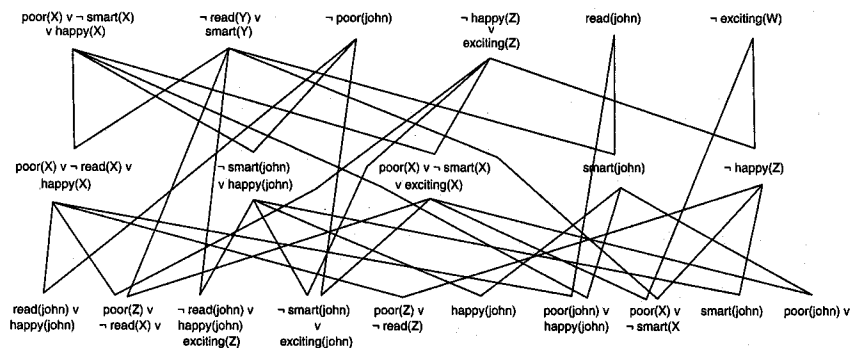 poor(X) v ¬ smart(X)
v happy(X)
¬ read(Y) v
smart(Y)
¬ poor(john)
¬ happy(Z)
v
exciting(Z)
read(john)
¬ exciting(W)
poor(X) v ¬ read(X) v
happy(X)
¬ smart(john)
v happy(john)
poor(X) v ¬ smart(X)
v exciting(X)
smart(john)
¬ happy(Z)
read(john) v
happy(john)
poor(Z) v
¬ read(X) v
¬ read(john) v
happy(john)
exciting(Z)
¬ smart(john)
v
exciting(john)
poor(Z) v
¬ read(Z)
happy(john)
poor(john) v
happy(john)
poor(X) v
¬ smart(X
smart(john)
poor(john) v